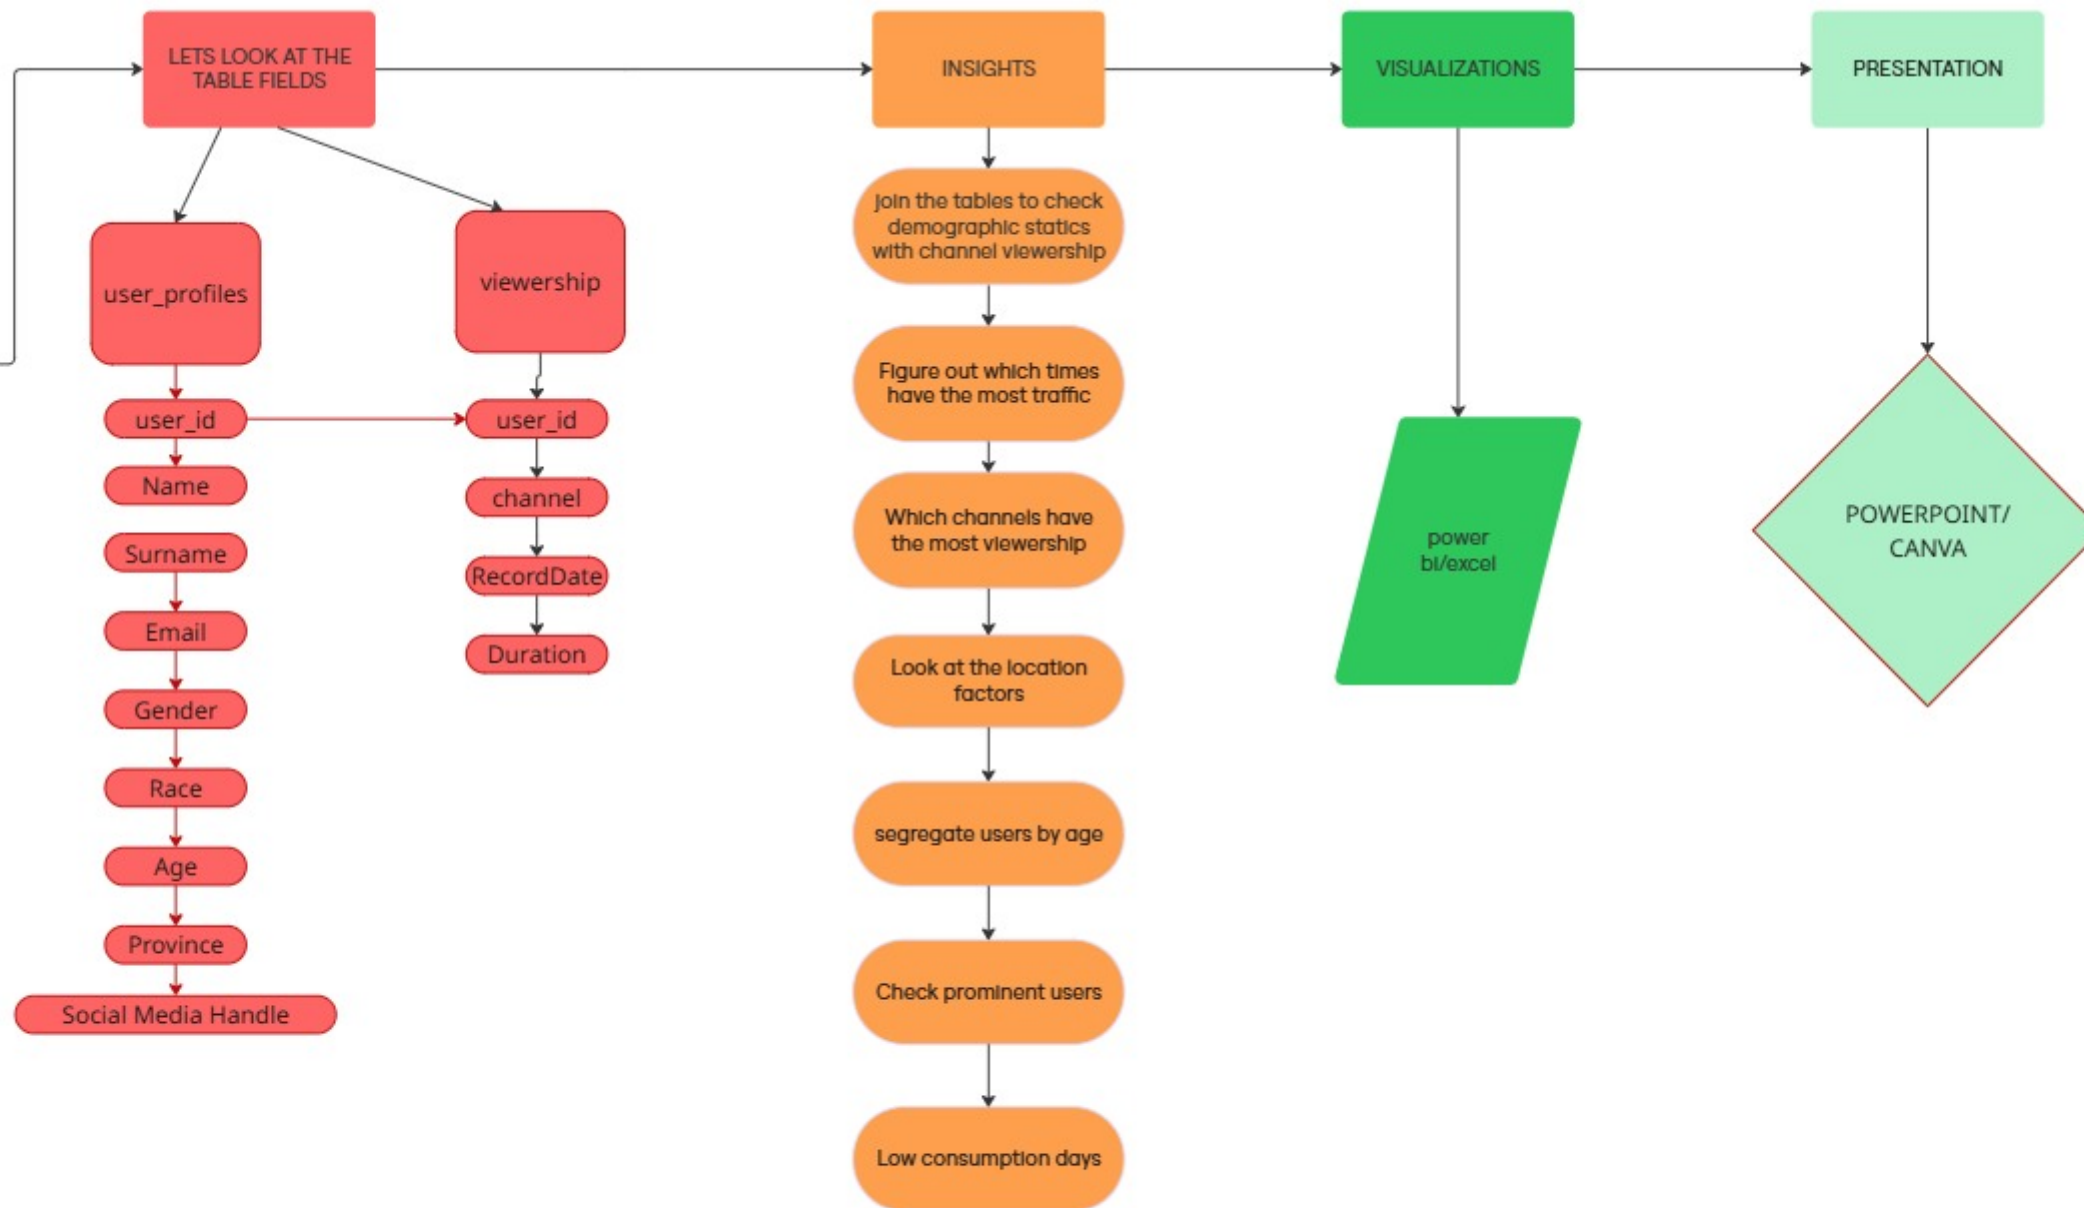 LETS LOOK AT THE
TABLE FIELDS
INSIGHTS
VISUALIZATIONS
PRESENTATION
user_profiles
user_id
Name
Surname
Email
Gender
Race
Age
Province
Social Media Handle
viewership
user_id
channel
RecordDate
Duration
Join the tables to check
demographic statics
with channel viewership
Figure out which times
have the most traffic
Which channels have
the most viewership
Look at the location
factors
segregate users by age
Check prominent users
Low consumption days
power
bi/excel
POWERPOINT/
CANVA